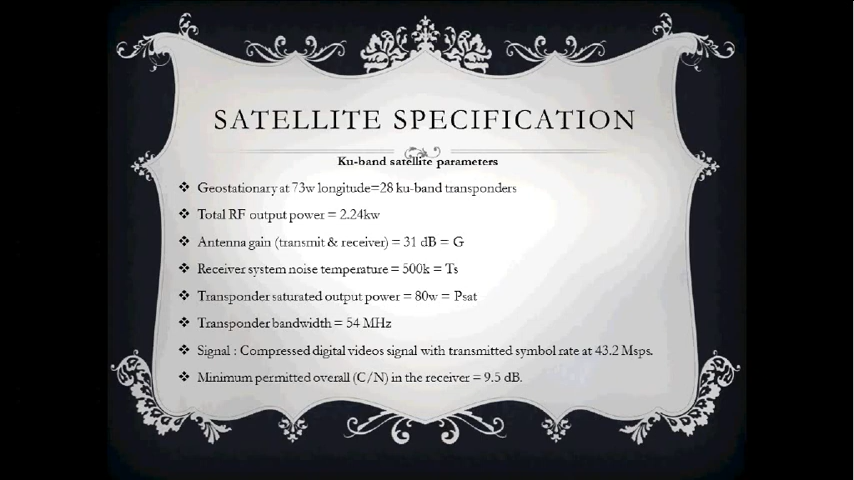 SATELLITE SPECIFICATION
Ku-band satellite parameters
❖ Geostationary at 73w longitude=28 ku-band transponders
❖ Total RF output power = 2.24kw
❖ Antenna gain (transmit & receiver) = 31 dB = G
❖ Receiver system noise temperature = 500k = Ts
❖ Transponder saturated output power = 80w = Psat
❖ Transponder bandwidth = 54 MHz
❖ Signal : Compressed digital videos signal with transmitted symbol rate at 43.2 Msps.
❖ Minimum permitted overall (C/N) in the receiver = 9.5 dB.